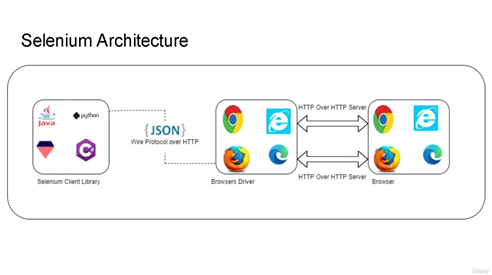 Selenium Architecture
HTTP Over HTTP Server
Java
python
{JSON}
Wire Protocol over HTTP
C#
Selenium Client Library
Browsers Driver
HTTP Over HTTP Server
Browser
Udemy